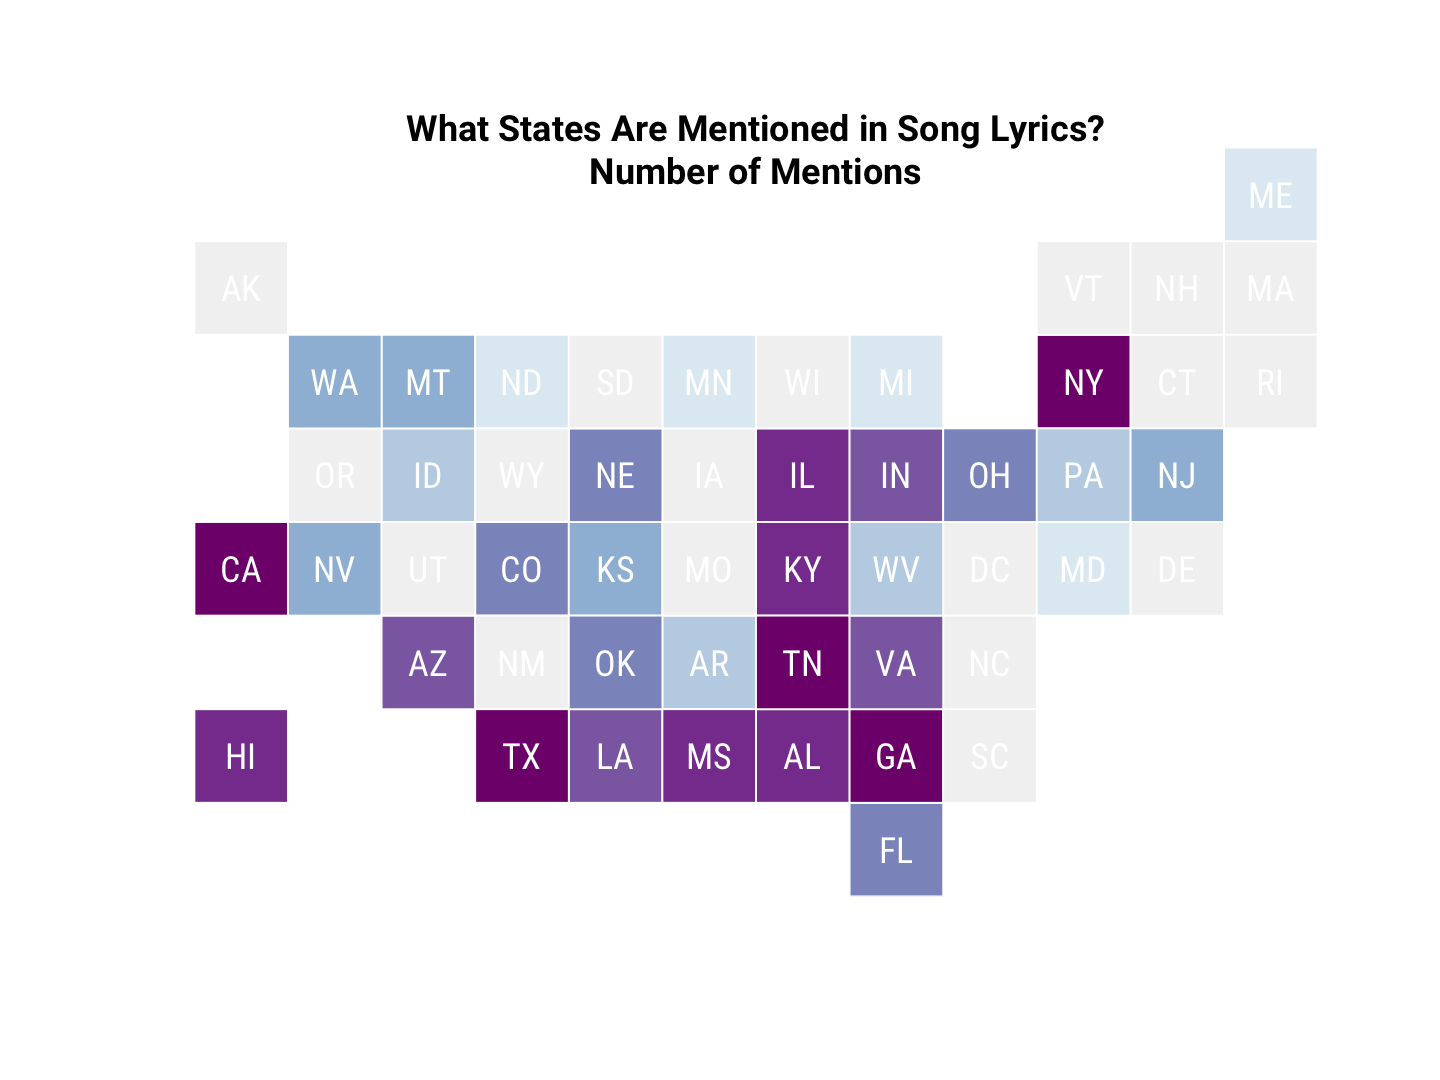 What States Are Mentioned in Song Lyrics?
Number of Mentions
ME
AK VT NH MA
WA MT ND SD MN WI MI NY CT RI
OR ID WY NE IA IL IN OH PA NJ
CA NV UT CO KS MO KY WV DC MD DE
AZ NM OK AR TN VA NC
HI TX LA MS AL GA SC
FL